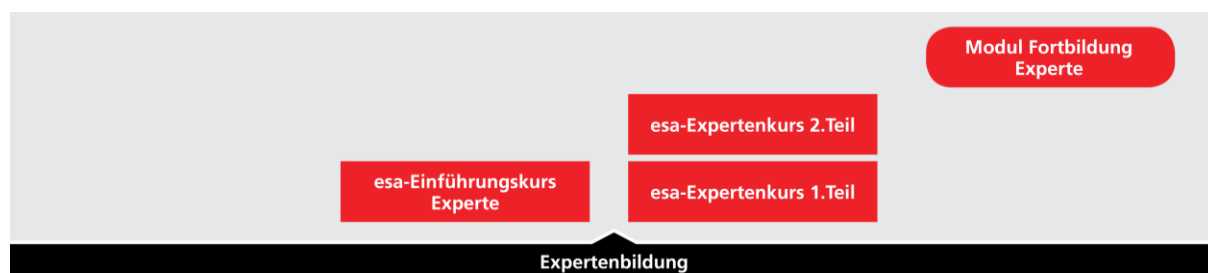 Modul Fortbildung
Experte
esa-Expertenkurs 2.Teil
esa-Einführungskurs
Experte
esa-Expertenkurs 1.Teil
Expertenbildung